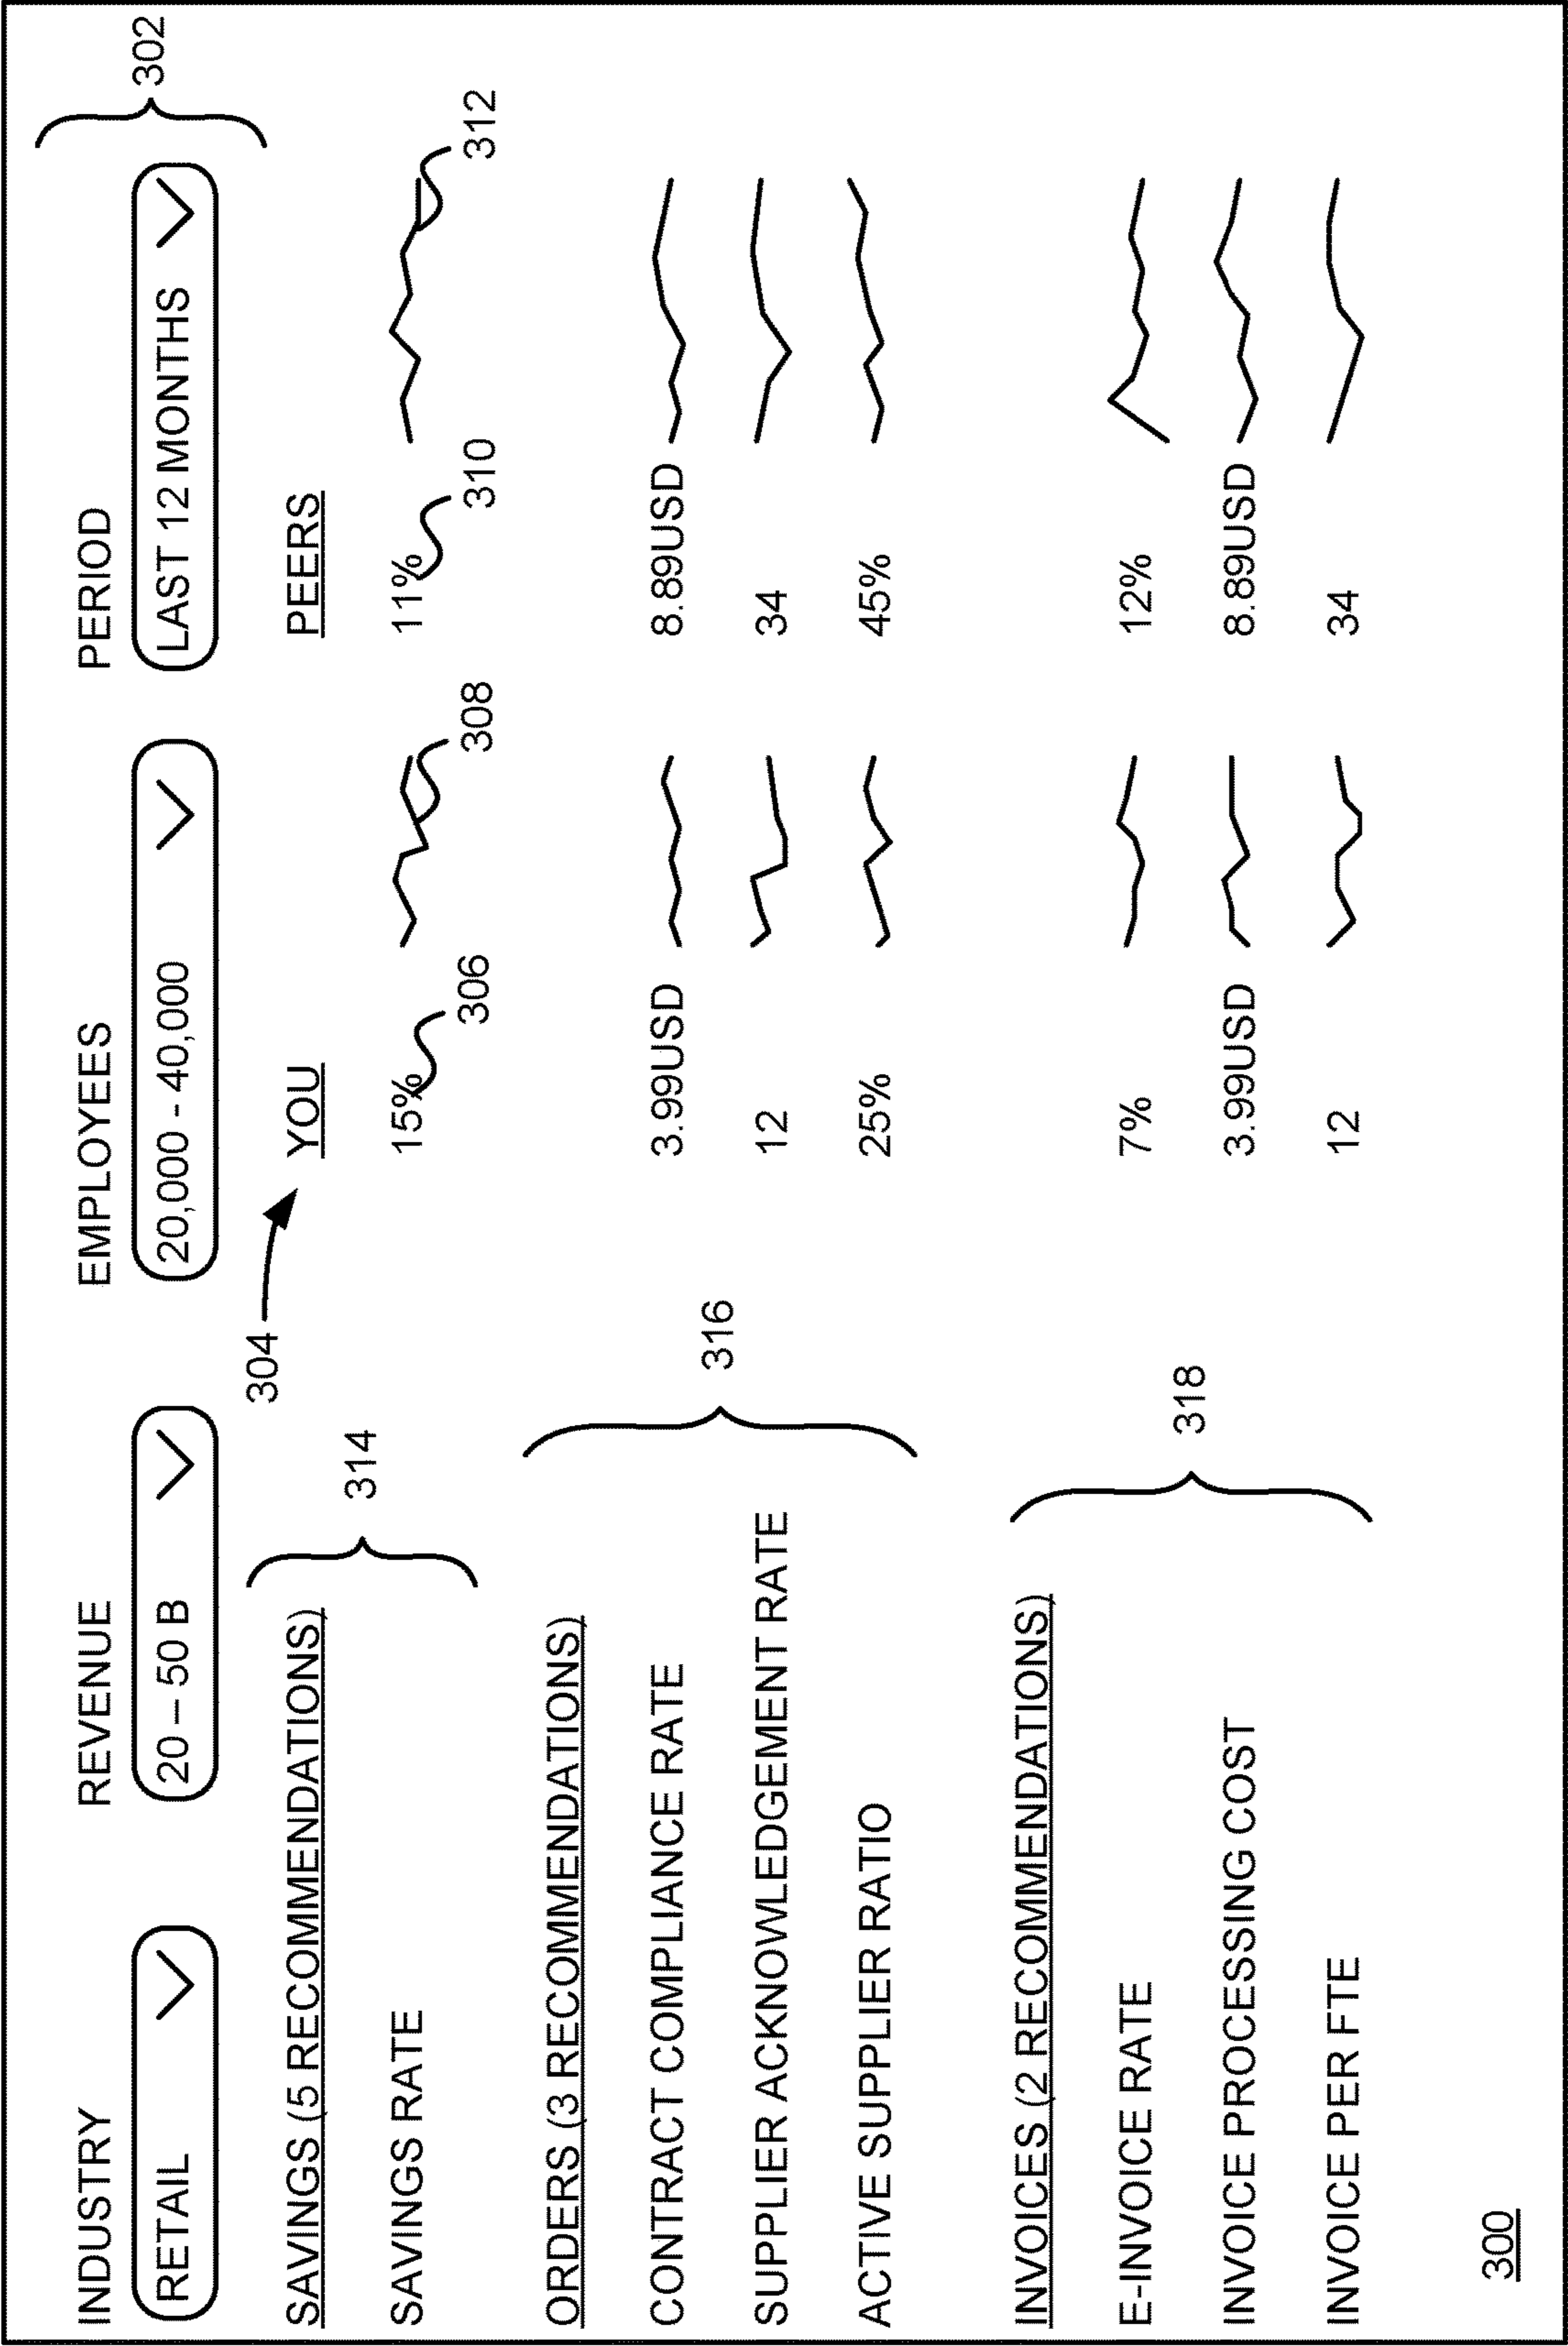 INDUSTRY REVENUE EMPLOYEES PERIOD
RETAIL 20 – 50 B 20,000 - 40,000 LAST 12 MONTHS 302
304
SAVINGS (5 RECOMMENDATIONS) YOU PEERS
314
SAVINGS RATE 15% 11%
306 308 310 312
ORDERS (3 RECOMMENDATIONS)
CONTRACT COMPLIANCE RATE 3.99USD 8.89USD
316
SUPPLIER ACKNOWLEDGEMENT RATE 12 34
ACTIVE SUPPLIER RATIO 25% 45%
INVOICES (2 RECOMMENDATIONS)
E-INVOICE RATE 7% 12%
318
INVOICE PROCESSING COST 3.99USD 8.89USD
INVOICE PER FTE 12 34
300